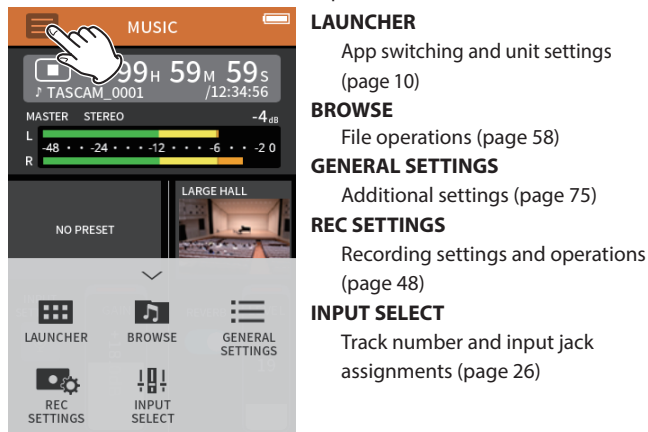 MUSIC
99H 59M 59S
♪ TASCAM_0001 /12:34:56
MASTER STEREO -4dB
L
-48 · · -24 · · · -12 · · · -6 · · -2 0
R
NO PRESET
LARGE HALL
LAUNCHER
BROWSE
GENERAL
SETTINGS
REC
SETTINGS
INPUT
SELECT
LAUNCHER
App switching and unit settings
(page 10)
BROWSE
File operations (page 58)
GENERAL SETTINGS
Additional settings (page 75)
REC SETTINGS
Recording settings and operations
(page 48)
INPUT SELECT
Track number and input jack
assignments (page 26)